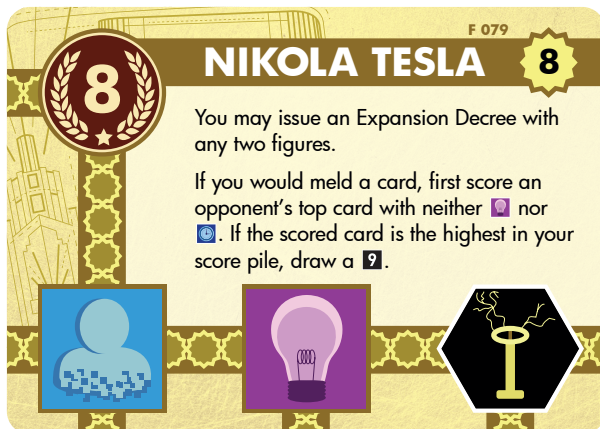 F 079
8 NIKOLA TESLA 8
You may issue an Expansion Decree with
any two figures.
If you would meld a card, first score an
opponent's top card with neither nor
. If the scored card is the highest in your
score pile, draw a 9.